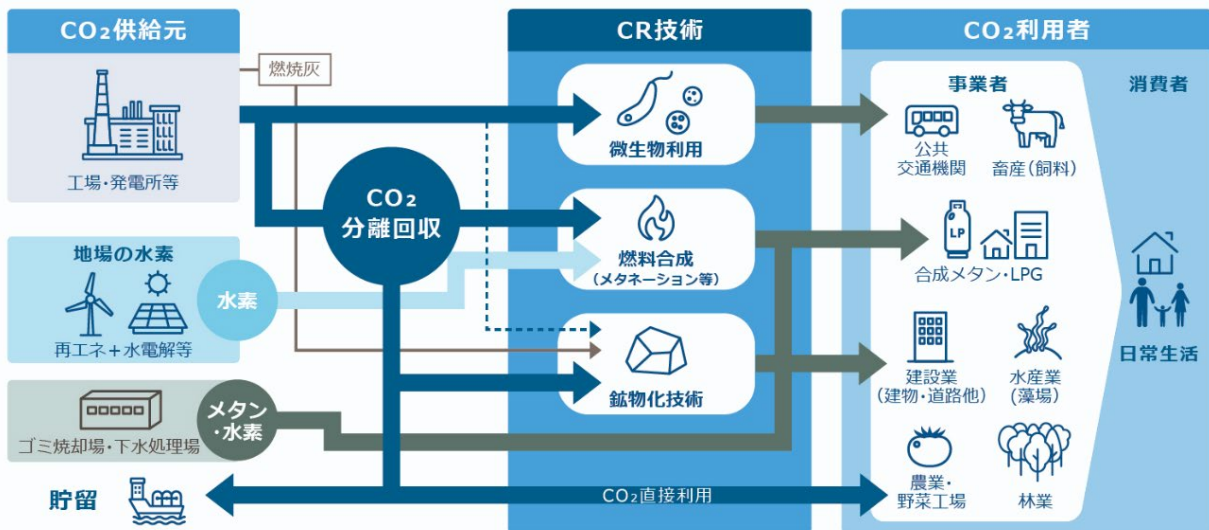 CO₂供給元
燃焼灰
工場・発電所等
地場の水素
水素
再エネ+水電解等
メタン
・水素
ゴミ焼却場・下水処理場
貯留
CO₂
分離回収
CR技術
微生物利用
燃料合成
(メタネーション等)
鉱物化技術
CO₂直接利用
CO₂利用者
事業者
公共
交通機関
畜産(飼料)
LP
合成メタン・LPG
建設業
(建物・道路他)
水産業
(藻場)
農業・
野菜工場
林業
消費者
日常生活